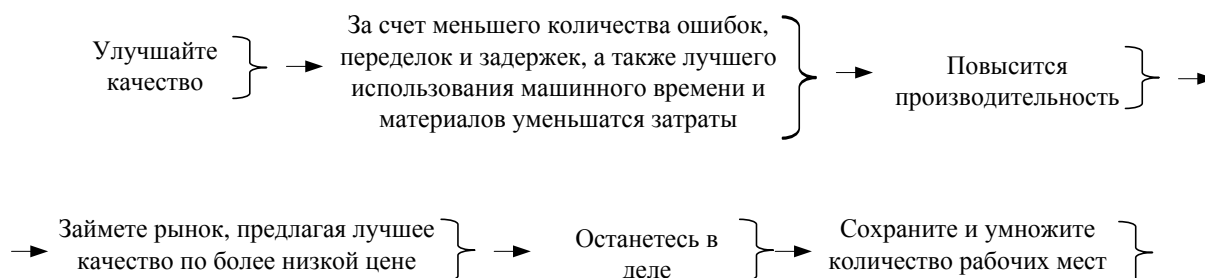 Улучшайте
качество
За счет меньшего количества ошибок,
переделок и задержек, а также лучшего
использования машинного времени и
материалов уменьшатся затраты
Повысится
производительность
Займете рынок, предлагая лучшее
качество по более низкой цене
Останетесь в
деле
Сохраните и умножите
количество рабочих мест